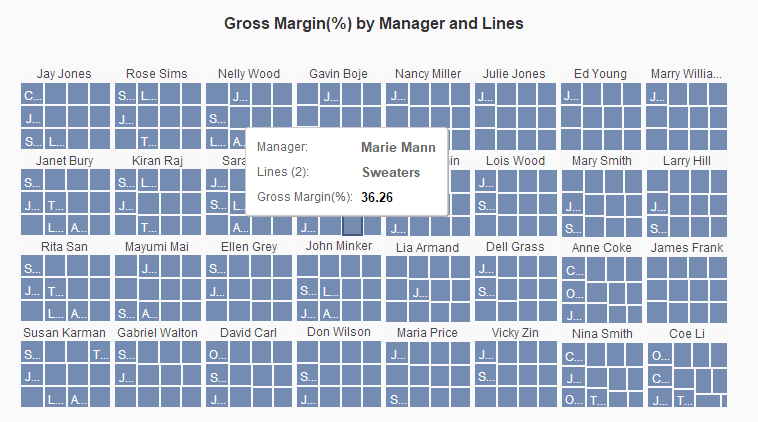 Gross Margin(%) by Manager and Lines
Jay Jones Rose Sims Nelly Wood Gavin Boje Nancy Miller Julie Jones Ed Young Marry Willia...
C... S... L... J... J... J... J... J...
J... J... S...
S... L... T... L... A...
Manager: Marie Mann
Lines (2): Sweaters
Gross Margin(%): 36.26
Janet Bury Kiran Raj Sara Lois Wood Mary Smith Larry Hill
S... S... L... S... J...
J... T... J... S... L... S... J... J...
L... A... T... J... A... J... J... S... S...
Rita San Mayumi Mai Ellen Grey John Minker Lia Armand Dell Grass Anne Coke James Frank
S... J... S... J... C...
J... T... J... S... L... J... S... O...
L... A... S... A... J... A... J...
Susan Karman Gabriel Walton David Carl Don Wilson Maria Price Vicky Zin Nina Smith Coe Li
S... T... S... O... J... J... C... O...
J... J... S... S... J... C...
L... A... S... O... T... J... T...